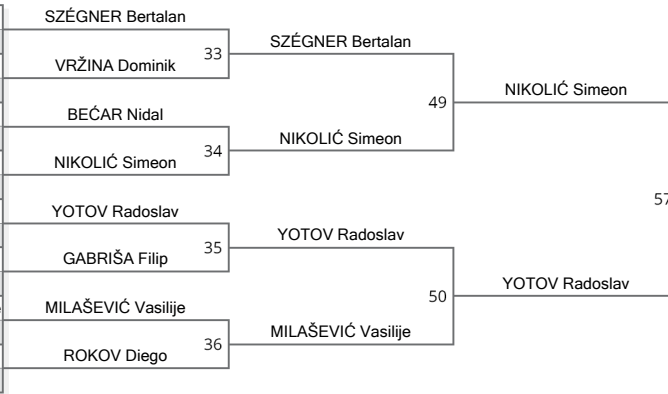 SZÉGNER Bertalan
33
VRŽINA Dominik
SZÉGNER Bertalan
BEĆAR Nidal
34
NIKOLIĆ Simeon
NIKOLIĆ Simeon
49
NIKOLIĆ Simeon
YOTOV Radoslav
35
GABRIŠA Filip
YOTOV Radoslav
MILAŠEVIĆ Vasilije
36
ROKOV Diego
MILAŠEVIĆ Vasilije
50
YOTOV Radoslav
57